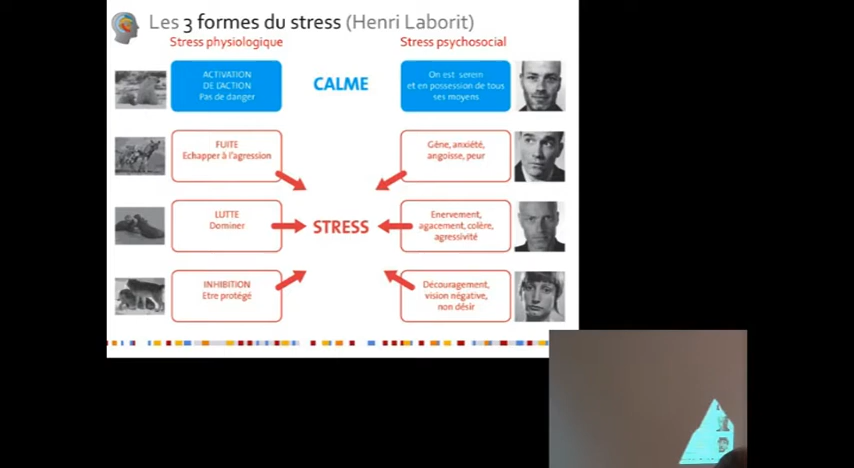 Les 3 formes du stress (Henri Laborit)
Stress physiologique
Stress psychosocial
ACTIVATION
DE L'ACTION
Pas de danger
CALME
On est serein
et en possession de tous
ses moyens
FUITE
Echapper à l'agression
Gêne, anxiété,
angoisse, peur
LUTTE
Dominer
STRESS
Enervement,
agacement, colère,
agressivité
INHIBITION
Etre protégé
Découragement,
vision négative,
non désir